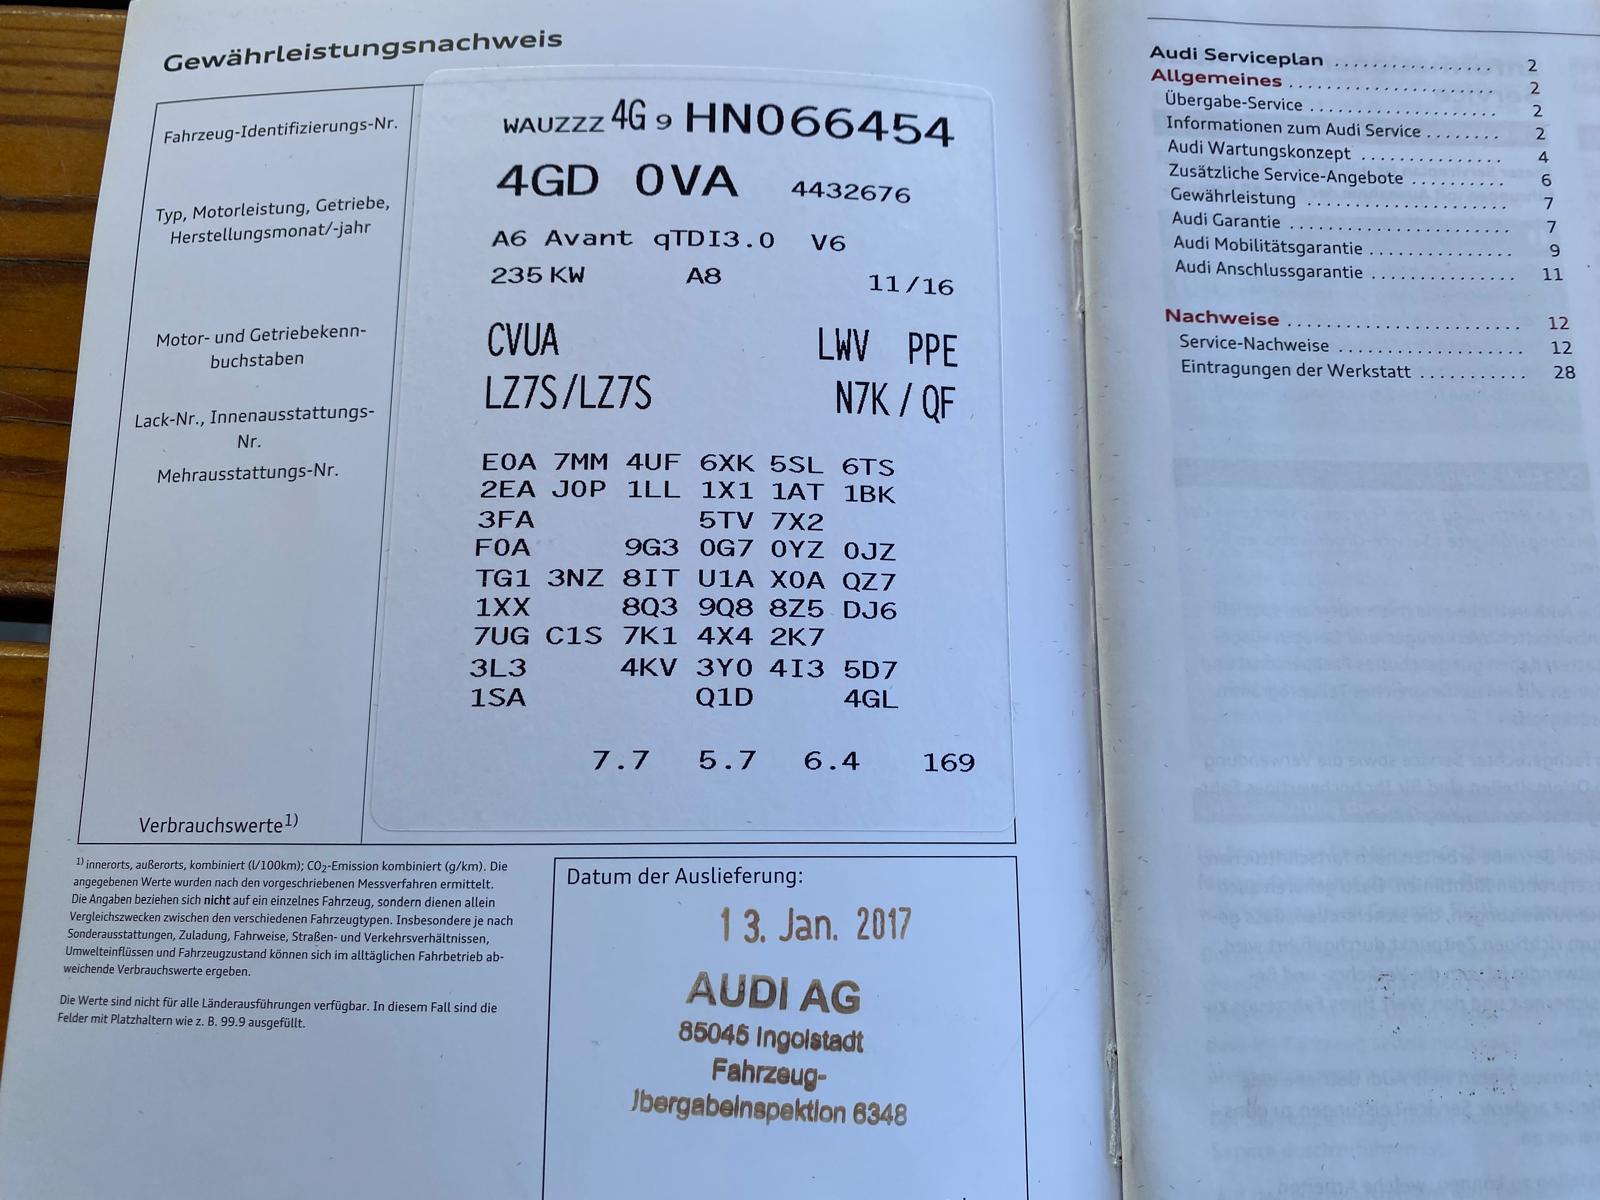 Gewährleistungsnachweis
Fahrzeug-Identifizierungs-Nr.
WAUZZZ 4G 9 HN066454
4GD 0VA 4432676
Typ, Motorleistung, Getriebe,
Herstellungsmonat/-jahr
A6 Avant qTDI3.0 V6
235 KW A8 11/16
Motor- und Getriebekenn-
buchstaben
CVUA LWV PPE
Lack-Nr., Innenausstattungs-
Nr.
LZ7S/LZ7S N7K / QF
Mehrausstattungs-Nr.
E0A 7MM 4UF 6XK 5SL 6TS
2EA J0P 1LL 1X1 1AT 1BK
3FA 5TV 7X2
F0A 9G3 0G7 0YZ 0JZ
TG1 3NZ 8IT U1A X0A QZ7
1XX 8Q3 9Q8 8Z5 DJ6
7UG C1S 7K1 4X4 2K7
3L3 4KV 3Y0 4I3 5D7
1SA Q1D 4GL
7.7 5.7 6.4 169
Verbrauchswerte1)
1) innerorts, außerorts, kombiniert (l/100km); CO2-Emission kombiniert (g/km). Die
angegebenen Werte wurden nach den vorgeschriebenen Messverfahren ermittelt.
Die Angaben beziehen sich nicht auf ein einzelnes Fahrzeug, sondern dienen allein
Vergleichszwecken zwischen den verschiedenen Fahrzeugtypen. Insbesondere je nach
Sonderausstattungen, Zuladung, Fahrweise, Straßen- und Verkehrsverhältnissen,
Umwelteinflüssen und Fahrzeugzustand können sich im alltäglichen Fahrbetrieb ab-
weichende Verbrauchswerte ergeben.
Die Werte sind nicht für alle Länderausführungen verfügbar. In diesem Fall sind die
Felder mit Platzhaltern wie z. B. 99.9 ausgefüllt.
Datum der Auslieferung:
13. Jan. 2017
AUDI AG
85045 Ingolstadt
Fahrzeug-
Übergabeinspektion 6348
Audi Serviceplan ................ 2
Allgemeines ................ 2
Übergabe-Service ................ 2
Informationen zum Audi Service ........ 2
Audi Wartungskonzept ............... 4
Zusätzliche Service-Angebote .......... 6
Gewährleistung ..................... 7
Audi Garantie ..................... 7
Audi Mobilitätsgarantie .............. 9
Audi Anschlussgarantie ............... 11
Nachweise ........................ 12
Service-Nachweise ................... 12
Eintragungen der Werkstatt ........... 28